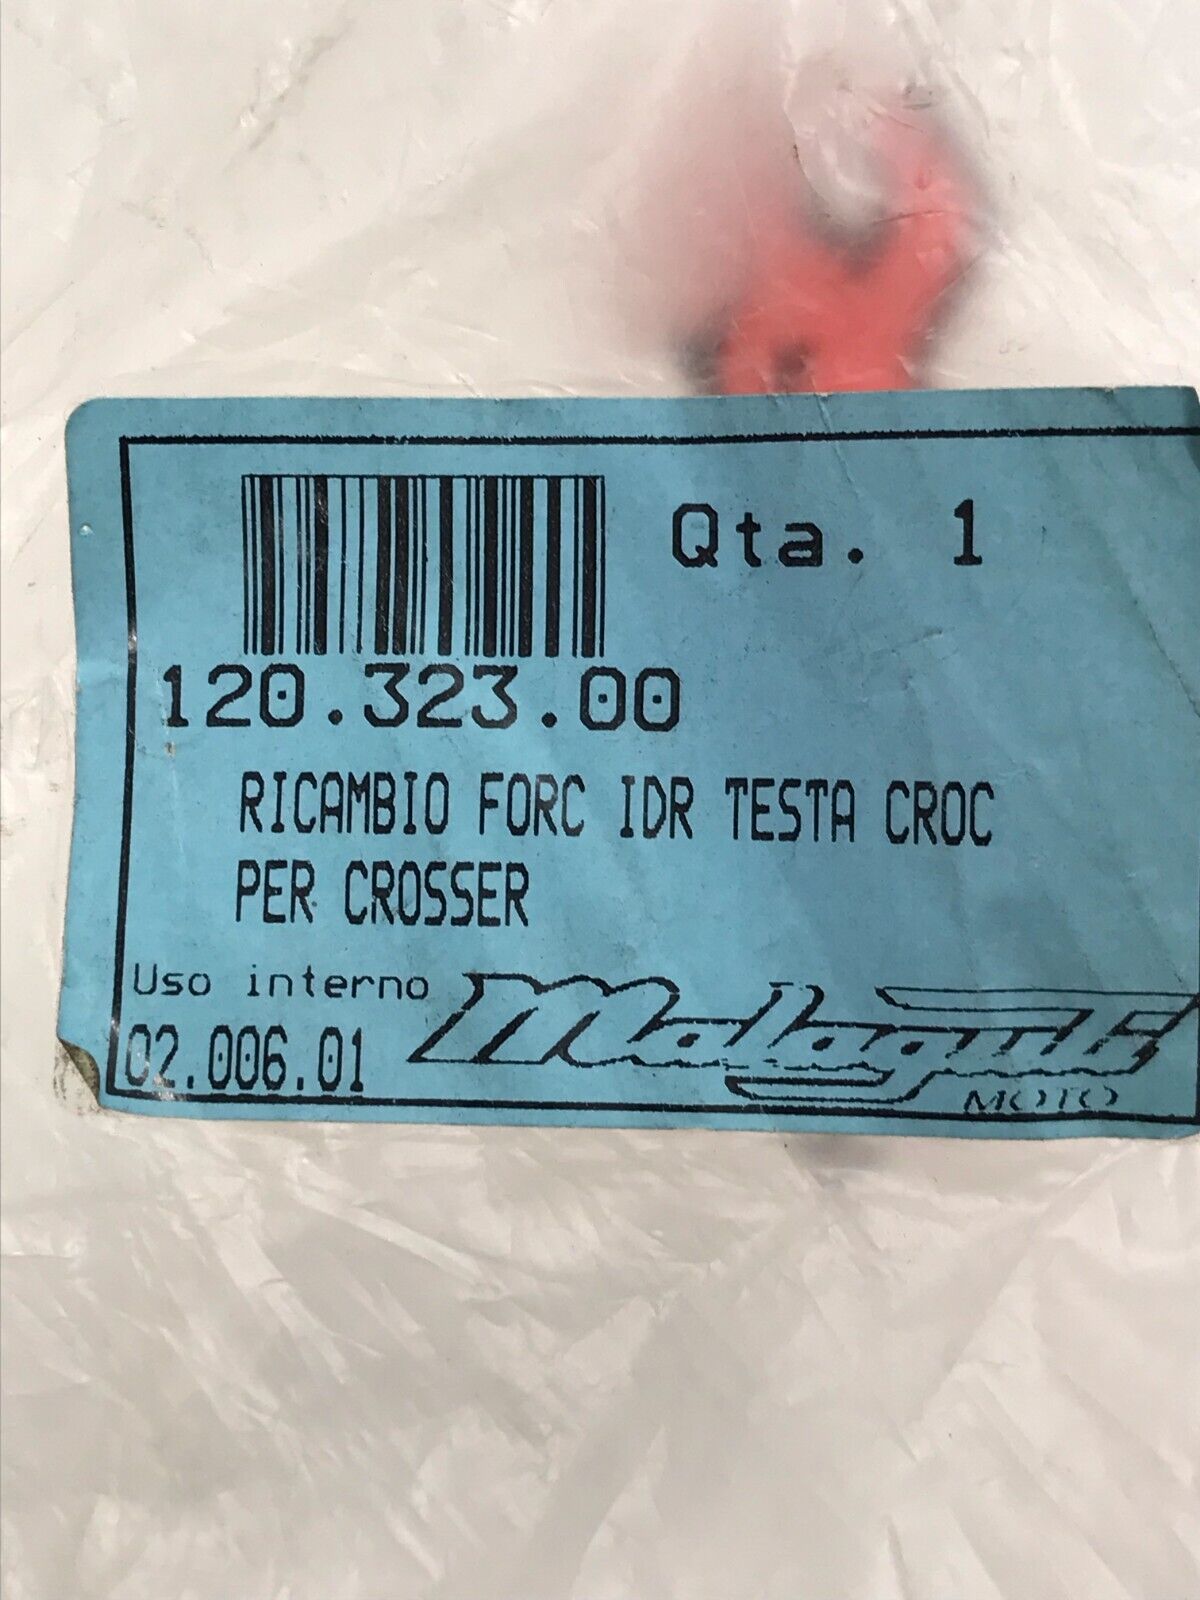 Qta. 1
120.323.00
RICAMBIO FORC IDR TESTA CROC
PER CROSSER
Uso interno
02.006.01
Malaguti
MOTO